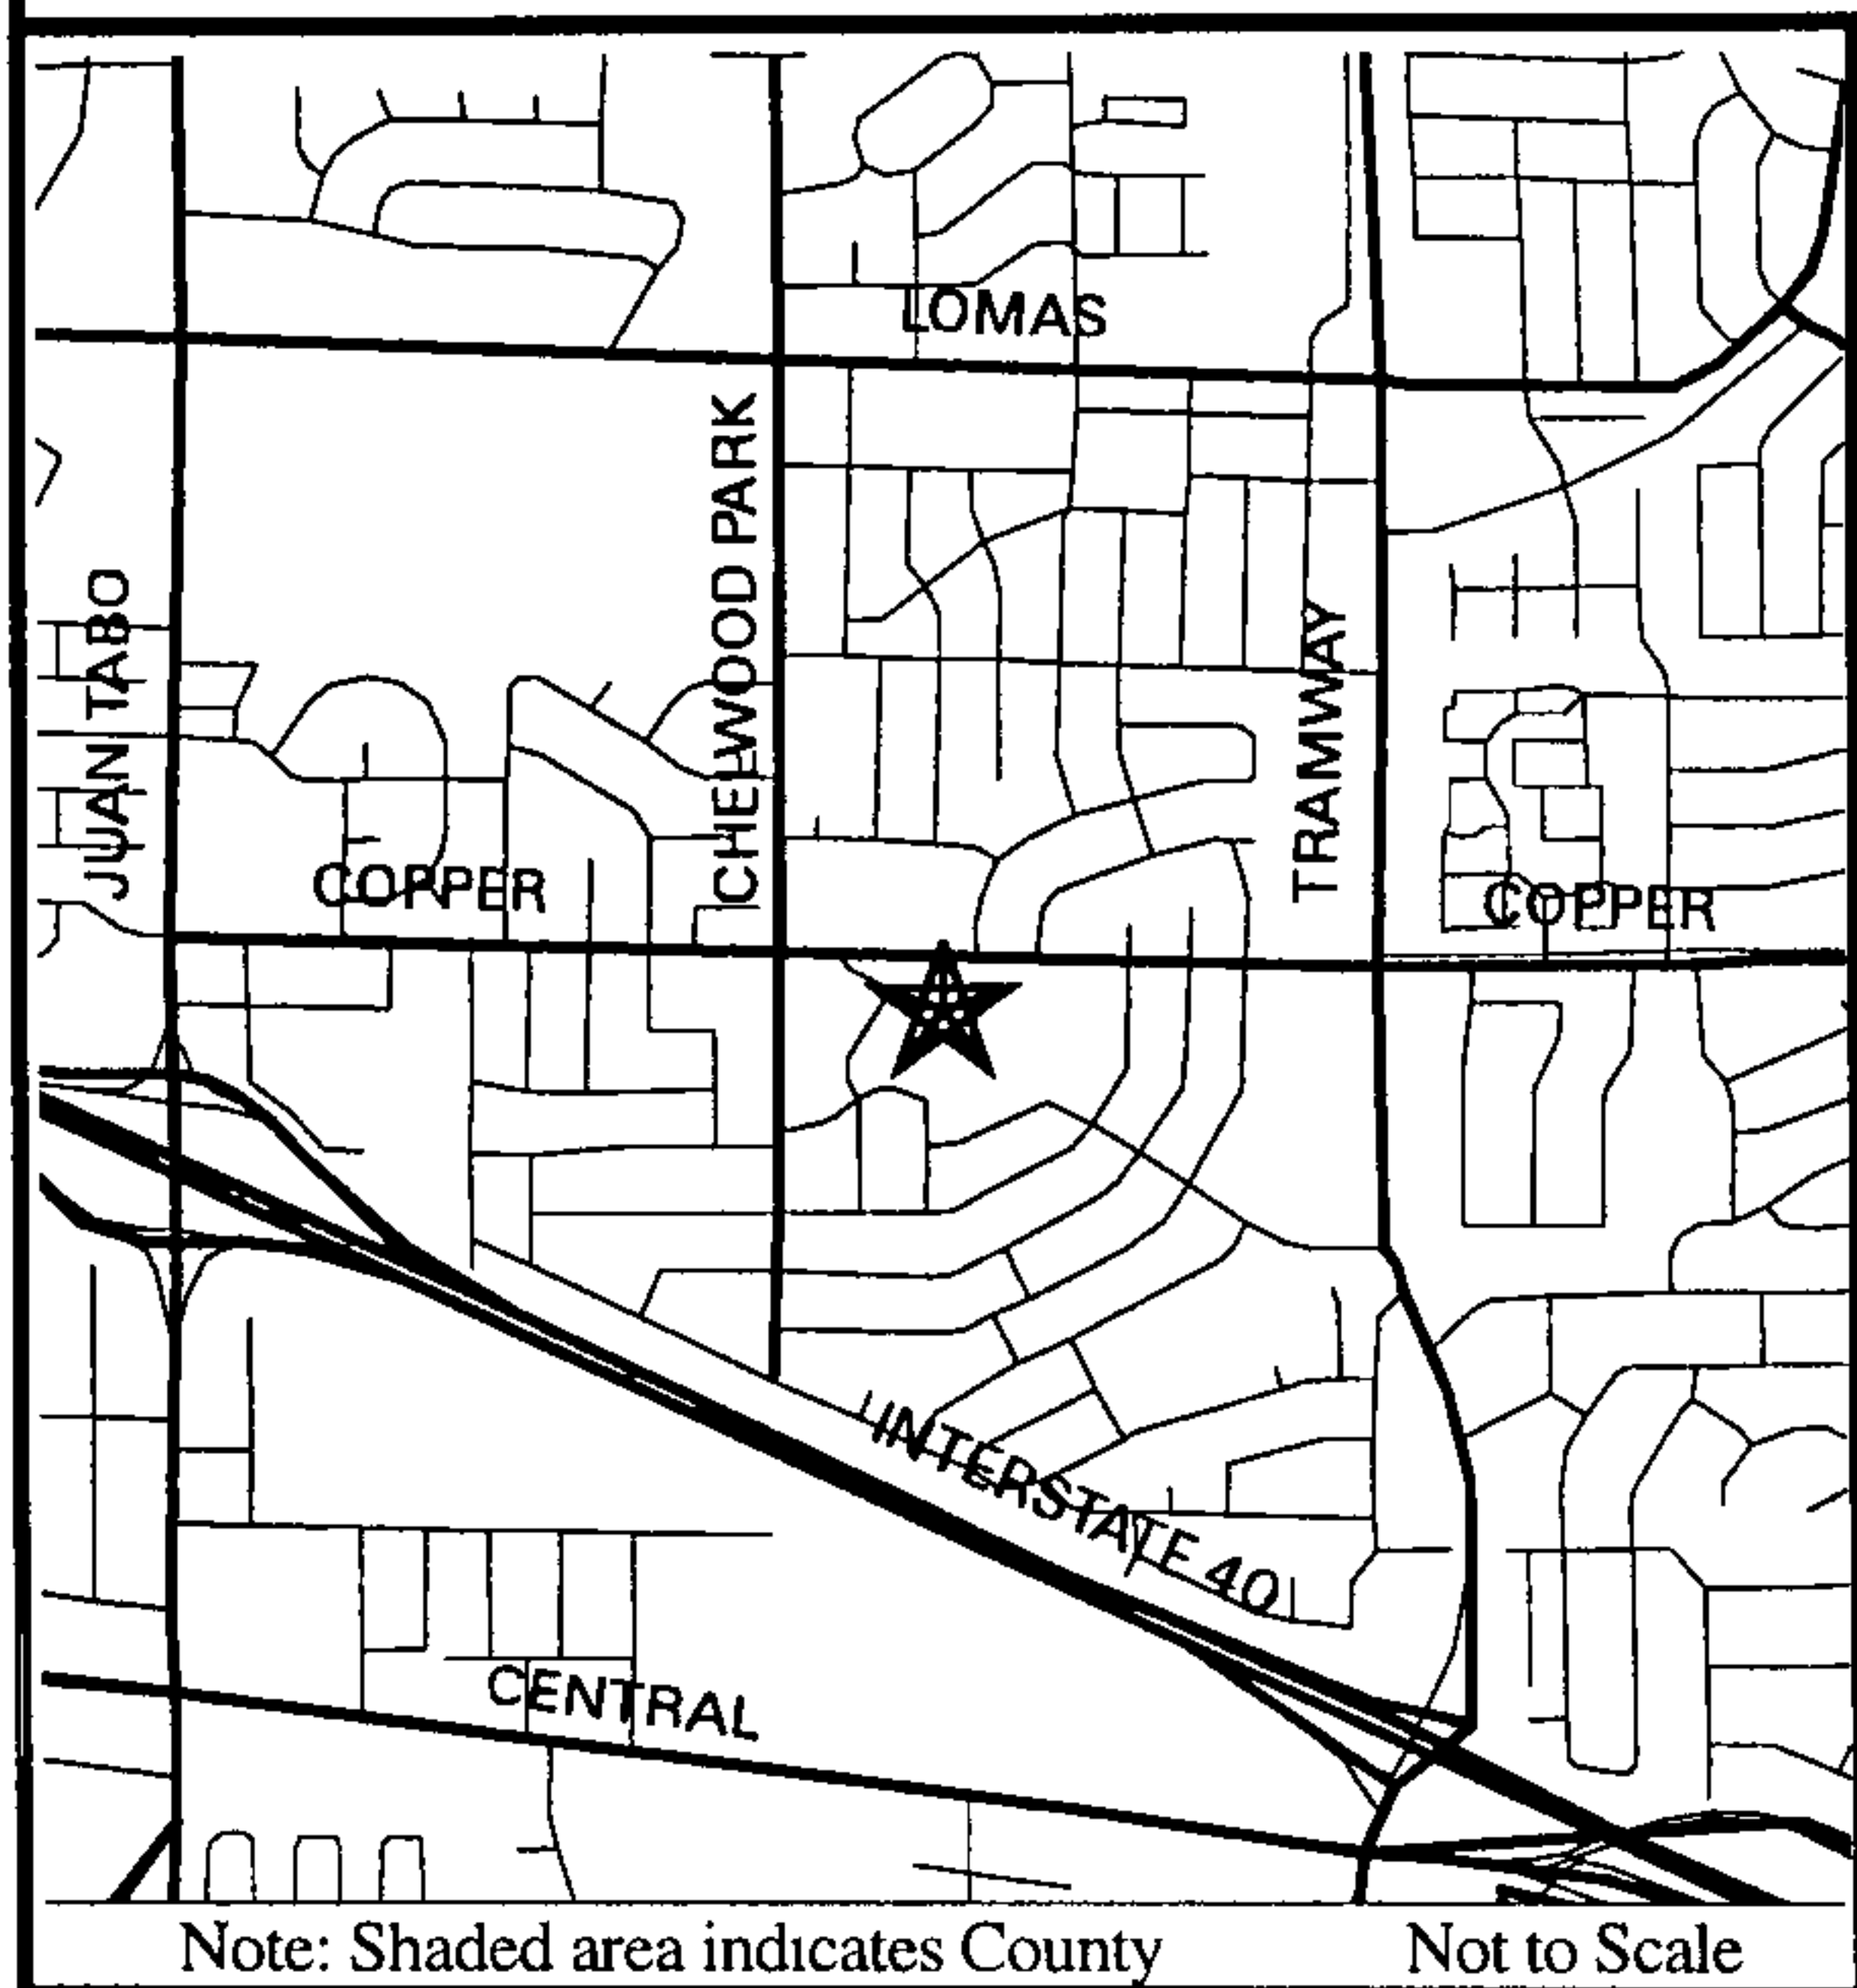 LOMAS
CHELWOOD PARK
JUAN TABO
TRAMWAY
COPPER
COPPER
INTERSTATE 40
CENTRAL
Note: Shaded area indicates County
Not to Scale